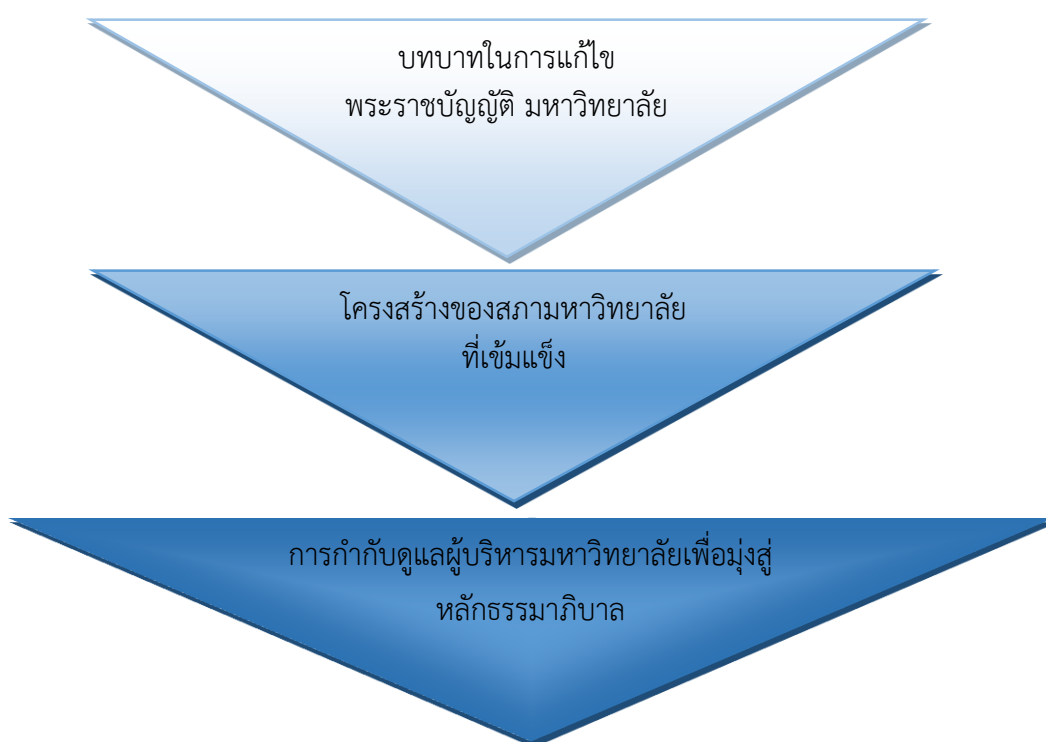 บทบาทในการแก้ไข
พระราชบัญญัติ มหาวิทยาลัย
โครงสร้างของสภามหาวิทยาลัย
ที่เข้มแข็ง
การกำกับดูแลผู้บริหารมหาวิทยาลัยเพื่อมุ่งสู่
หลักธรรมาภิบาล